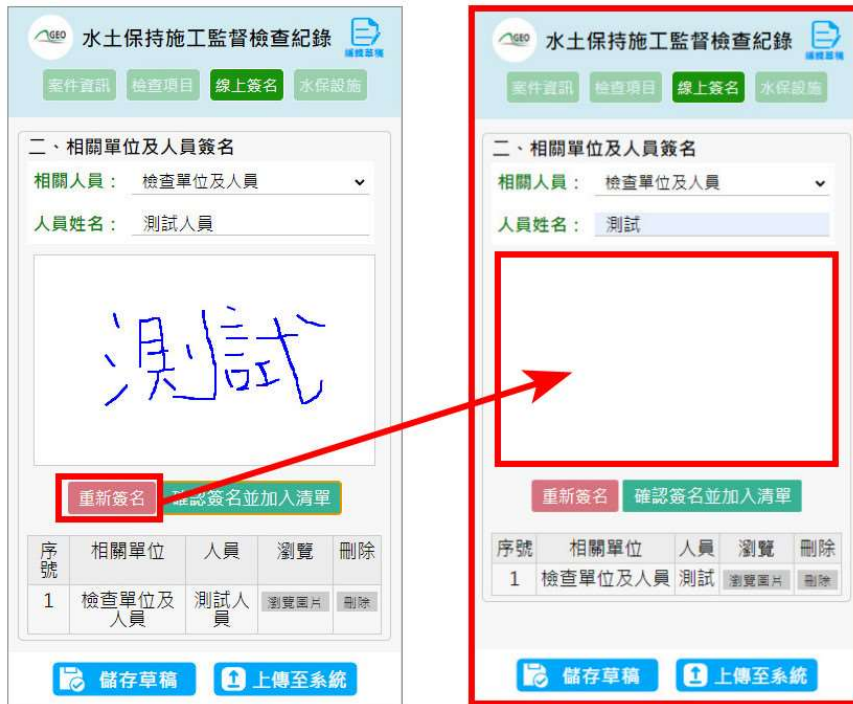 GEO 水土保持施工監督檢查紀錄 編輯草稿
案件資訊 檢查項目 線上簽名 水保設施
二、相關單位及人員簽名
相關人員： 檢查單位及人員
人員姓名： 測試人員
測試
重新簽名 確認簽名並加入清單
序號 相關單位 人員 瀏覽 刪除
1 檢查單位及人員 測試人員 瀏覽圖片 刪除
儲存草稿 上傳至系統
GEO 水土保持施工監督檢查紀錄 編輯草稿
案件資訊 檢查項目 線上簽名 水保設施
二、相關單位及人員簽名
相關人員： 檢查單位及人員
人員姓名： 測試
重新簽名 確認簽名並加入清單
序號 相關單位 人員 瀏覽 刪除
1 檢查單位及人員 測試 瀏覽圖片 刪除
儲存草稿 上傳至系統